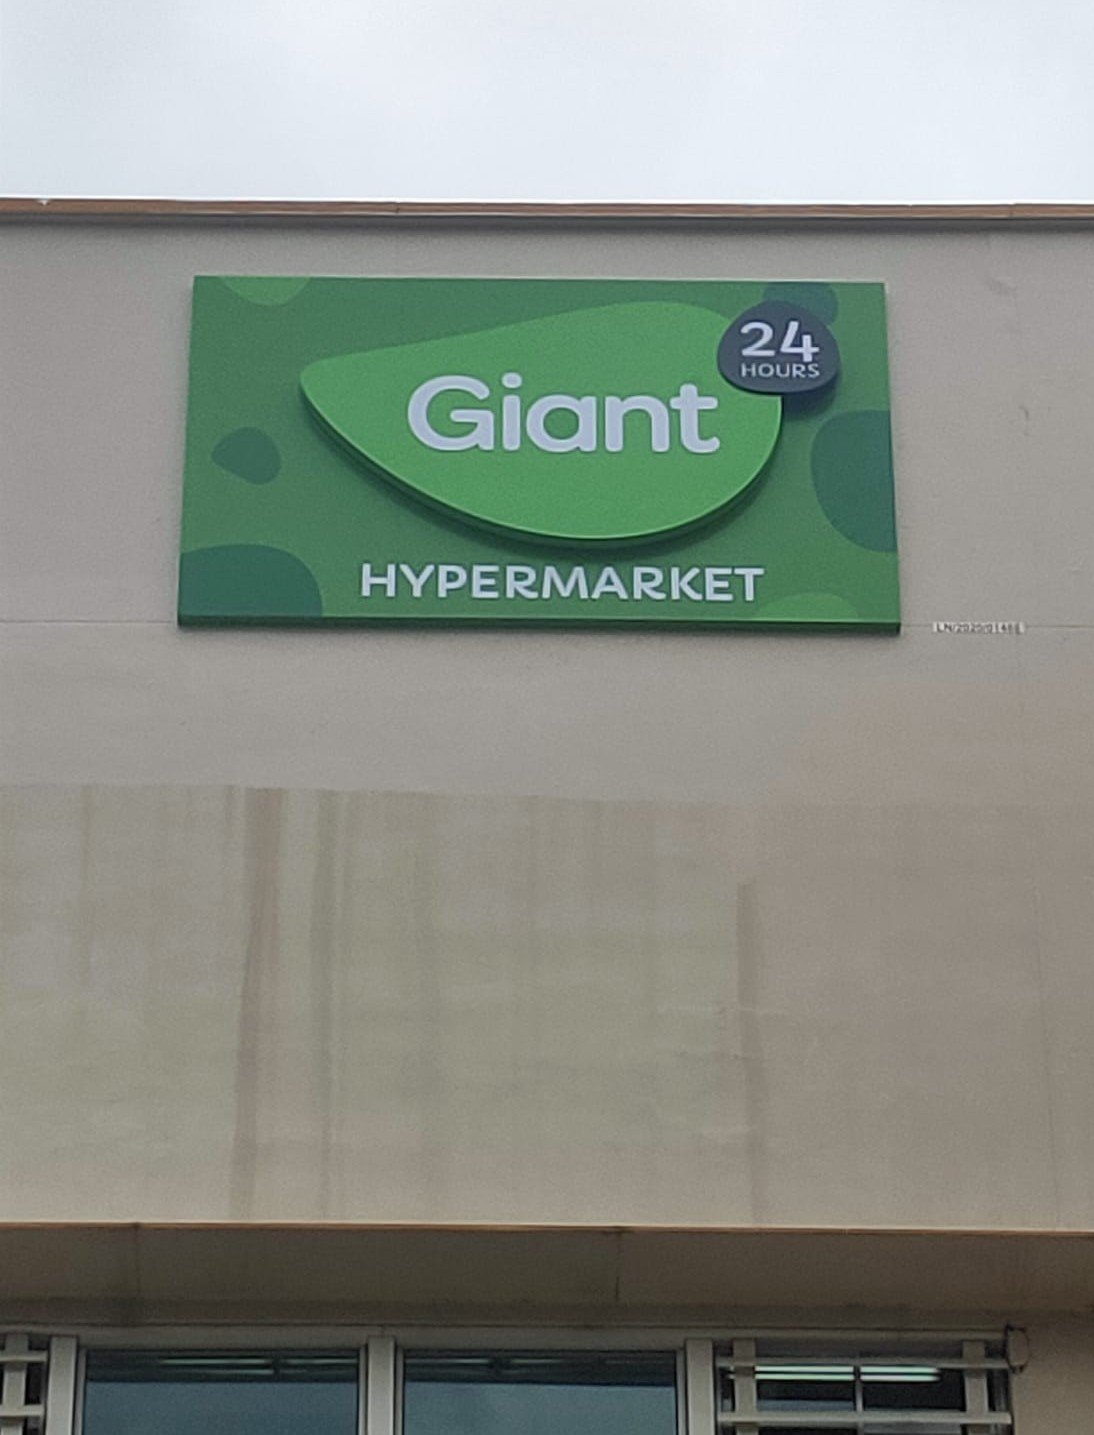 24
HOURS
Giant
HYPERMARKET